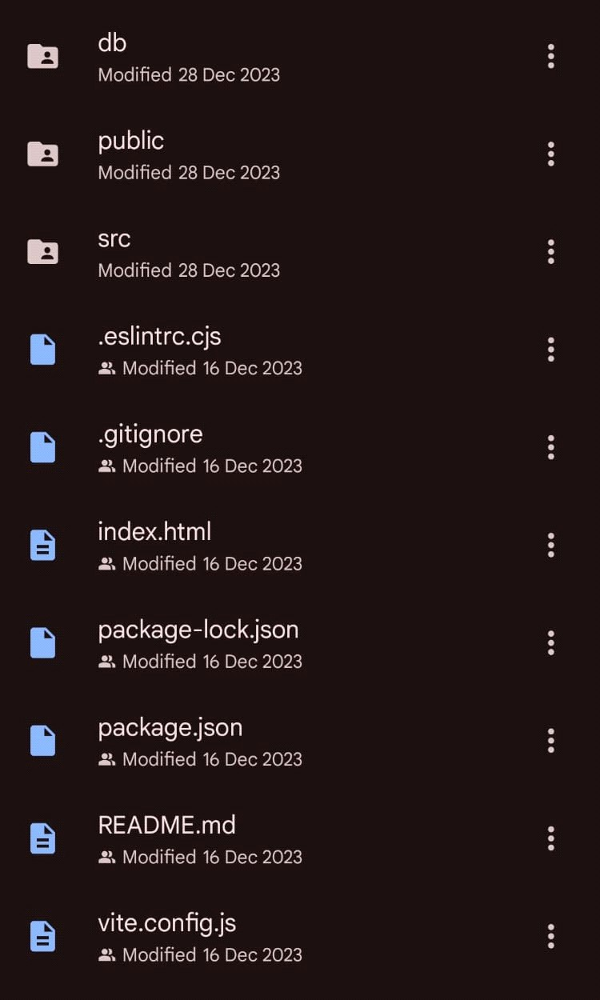 db
Modified 28 Dec 2023
public
Modified 28 Dec 2023
src
Modified 28 Dec 2023
.eslintrc.cjs
Modified 16 Dec 2023
.gitignore
Modified 16 Dec 2023
index.html
Modified 16 Dec 2023
package-lock.json
Modified 16 Dec 2023
package.json
Modified 16 Dec 2023
README.md
Modified 16 Dec 2023
vite.config.js
Modified 16 Dec 2023